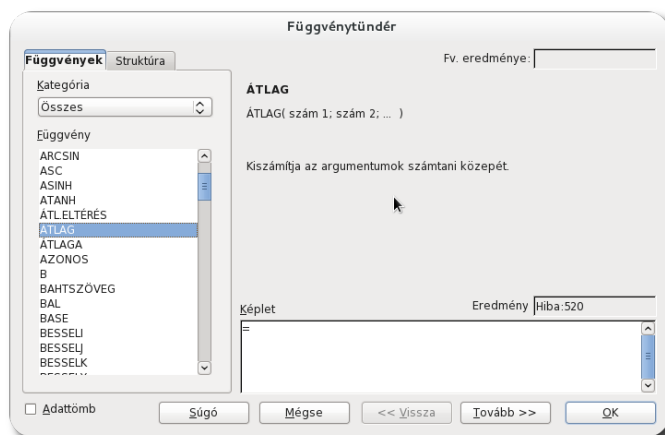 Függvénytündér
Függvények
Struktúra
Fv. eredménye:
Kategória
Összes
Függvény
ARCSIN
ASC
ASINH
ATANH
ÁTL.ELTÉRÉS
ÁTLAG
ÁTLAGA
AZONOS
B
BAHTSZÖVEG
BAL
BASE
BESSELI
BESSELJ
BESSELK
ÁTLAG
ÁTLAG( szám 1; szám 2; ... )
Kiszámítja az argumentumok számtani közepét.
Képlet
Eredmény
Hiba:520
=
Adattömb
Súgó
Mégse
<< Vissza
Tovább >>
OK